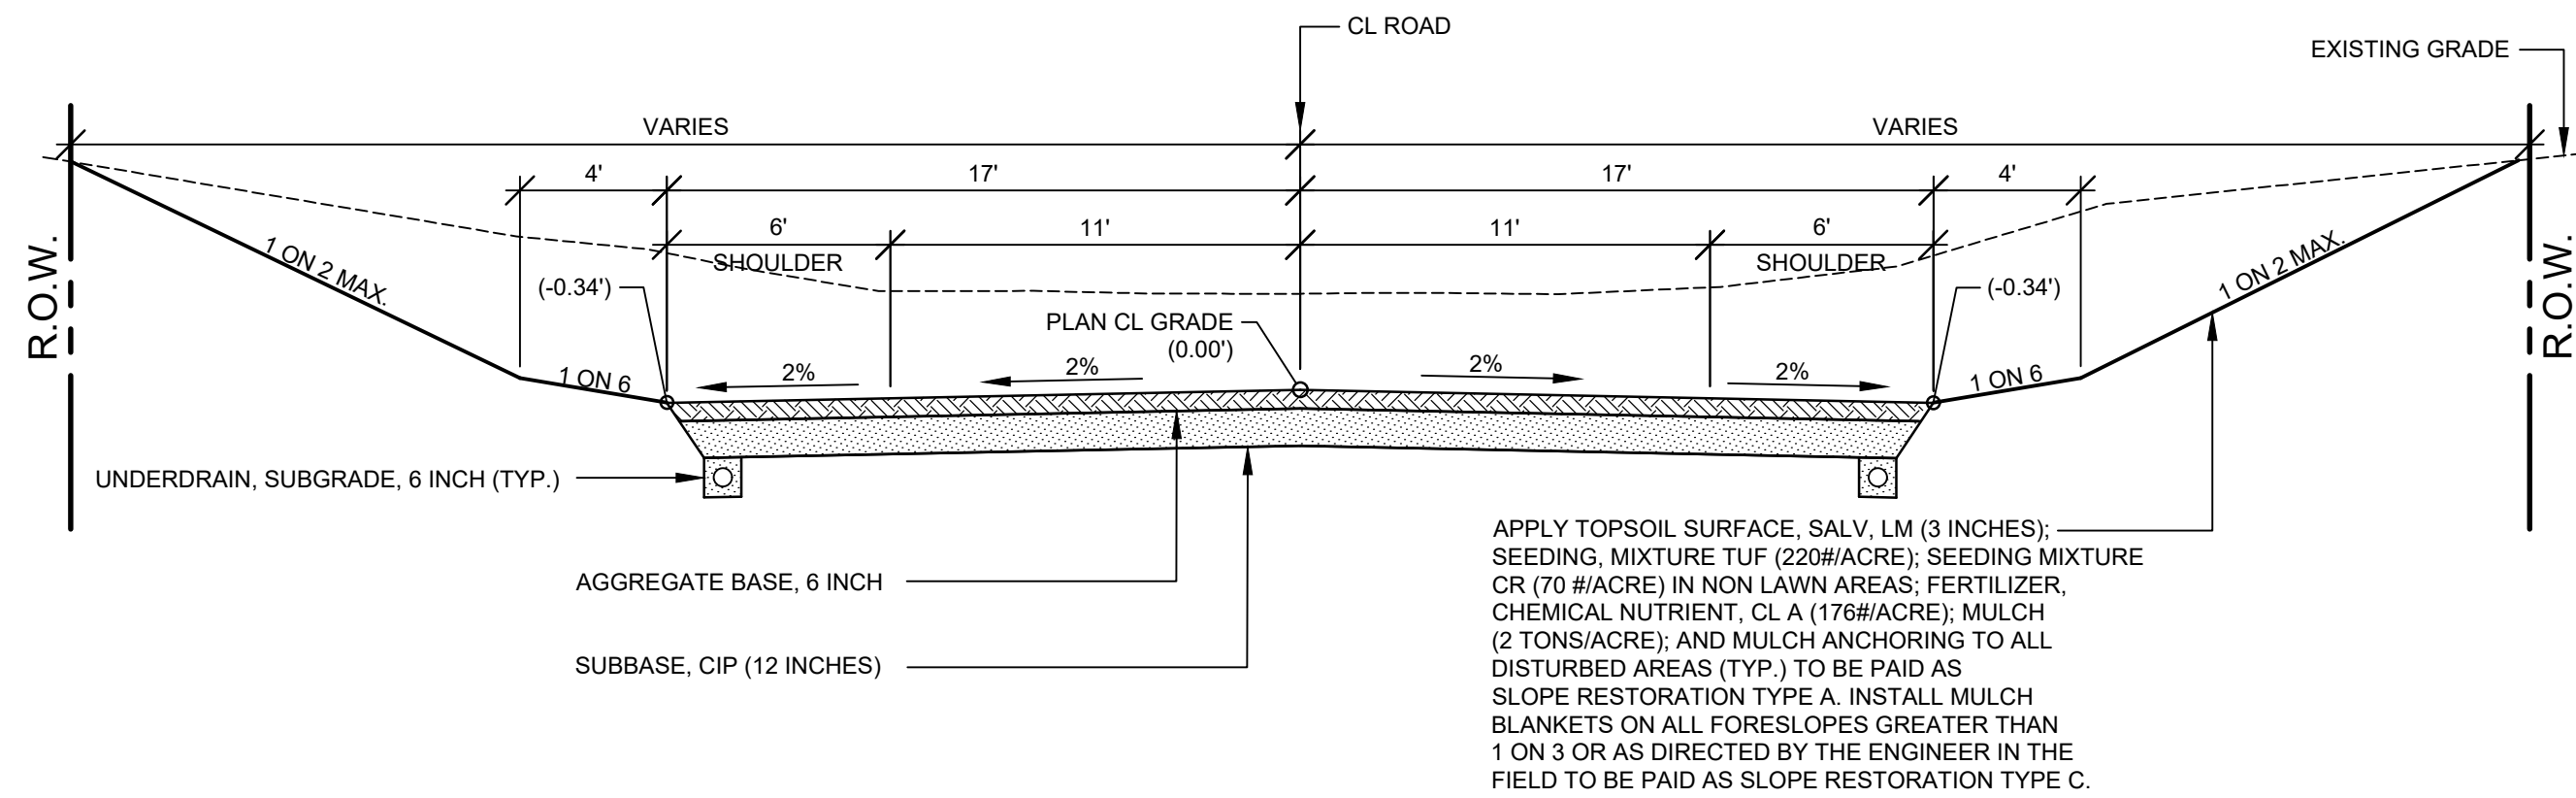 CL ROAD
EXISTING GRADE
VARIES
VARIES
4'
17'
17'
4'
6'
11'
11'
6'
SHOULDER
SHOULDER
R.O.W.
1 ON 2 MAX.
(-0.34')
PLAN CL GRADE
(0.00')
(-0.34')
1 ON 2 MAX.
R.O.W.
1 ON 6
2%
2%
2%
2%
1 ON 6
UNDERDRAIN, SUBGRADE, 6 INCH (TYP.)
AGGREGATE BASE, 6 INCH
SUBBASE, CIP (12 INCHES)
APPLY TOPSOIL SURFACE, SALV, LM (3 INCHES);
SEEDING, MIXTURE TUF (220#/ACRE); SEEDING MIXTURE
CR (70 #/ACRE) IN NON LAWN AREAS; FERTILIZER,
CHEMICAL NUTRIENT, CL A (176#/ACRE); MULCH
(2 TONS/ACRE); AND MULCH ANCHORING TO ALL
DISTURBED AREAS (TYP.) TO BE PAID AS
SLOPE RESTORATION TYPE A. INSTALL MULCH
BLANKETS ON ALL FORESLOPES GREATER THAN
1 ON 3 OR AS DIRECTED BY THE ENGINEER IN THE
FIELD TO BE PAID AS SLOPE RESTORATION TYPE C.